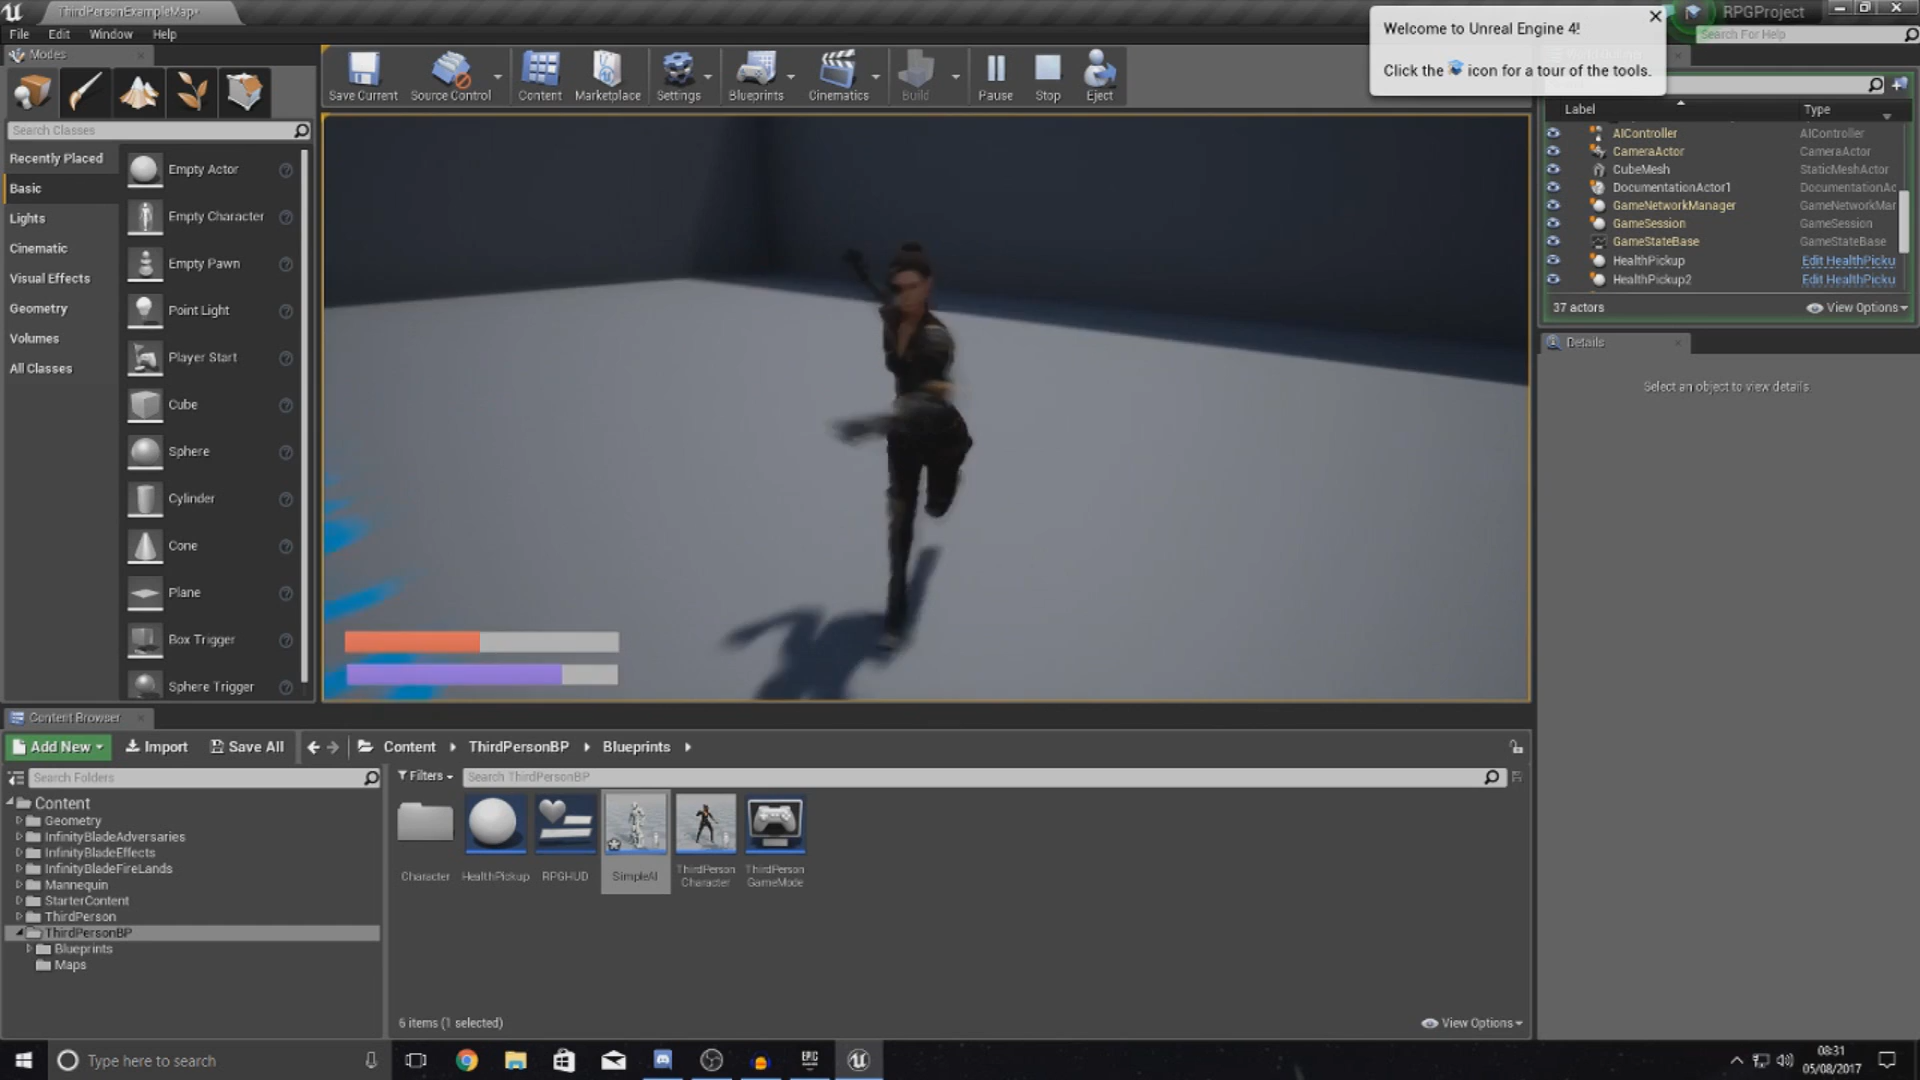 ThirdPersonExampleMap*
RPGProject
File Edit Window Help
Search For Help
Welcome to Unreal Engine 4!
Click the icon for a tour of the tools.
Modes
Save Current
Source Control
Content
Marketplace
Settings
Blueprints
Cinematics
Build
Pause
Stop
Eject
Search Classes
Recently Placed
Basic
Lights
Cinematic
Visual Effects
Geometry
Volumes
All Classes
Empty Actor
Empty Character
Empty Pawn
Point Light
Player Start
Cube
Sphere
Cylinder
Cone
Plane
Box Trigger
Sphere Trigger
Label Type
AIController AIController
CameraActor CameraActor
CubeMesh StaticMeshActor
DocumentationActor1 DocumentationAc
GameNetworkManager GameNetworkMar
GameSession GameSession
GameStateBase GameStateBase
HealthPickup Edit HealthPicku
HealthPickup2 Edit HealthPicku
37 actors View Options
Details
Select an object to view details.
Content Browser
Add New Import Save All Content ThirdPersonBP Blueprints
Search Folders
Filters Search ThirdPersonBP
Content
Geometry
InfinityBladeAdversaries
InfinityBladeEffects
InfinityBladeFireLands
Mannequin
StarterContent
ThirdPerson
ThirdPersonBP
Blueprints
Maps
Character
HealthPickup
RPGHUD
SimpleAI
ThirdPerson
Character
ThirdPerson
GameMode
6 items (1 selected) View Options
Type here to search
EPIC
08:31
05/08/2017